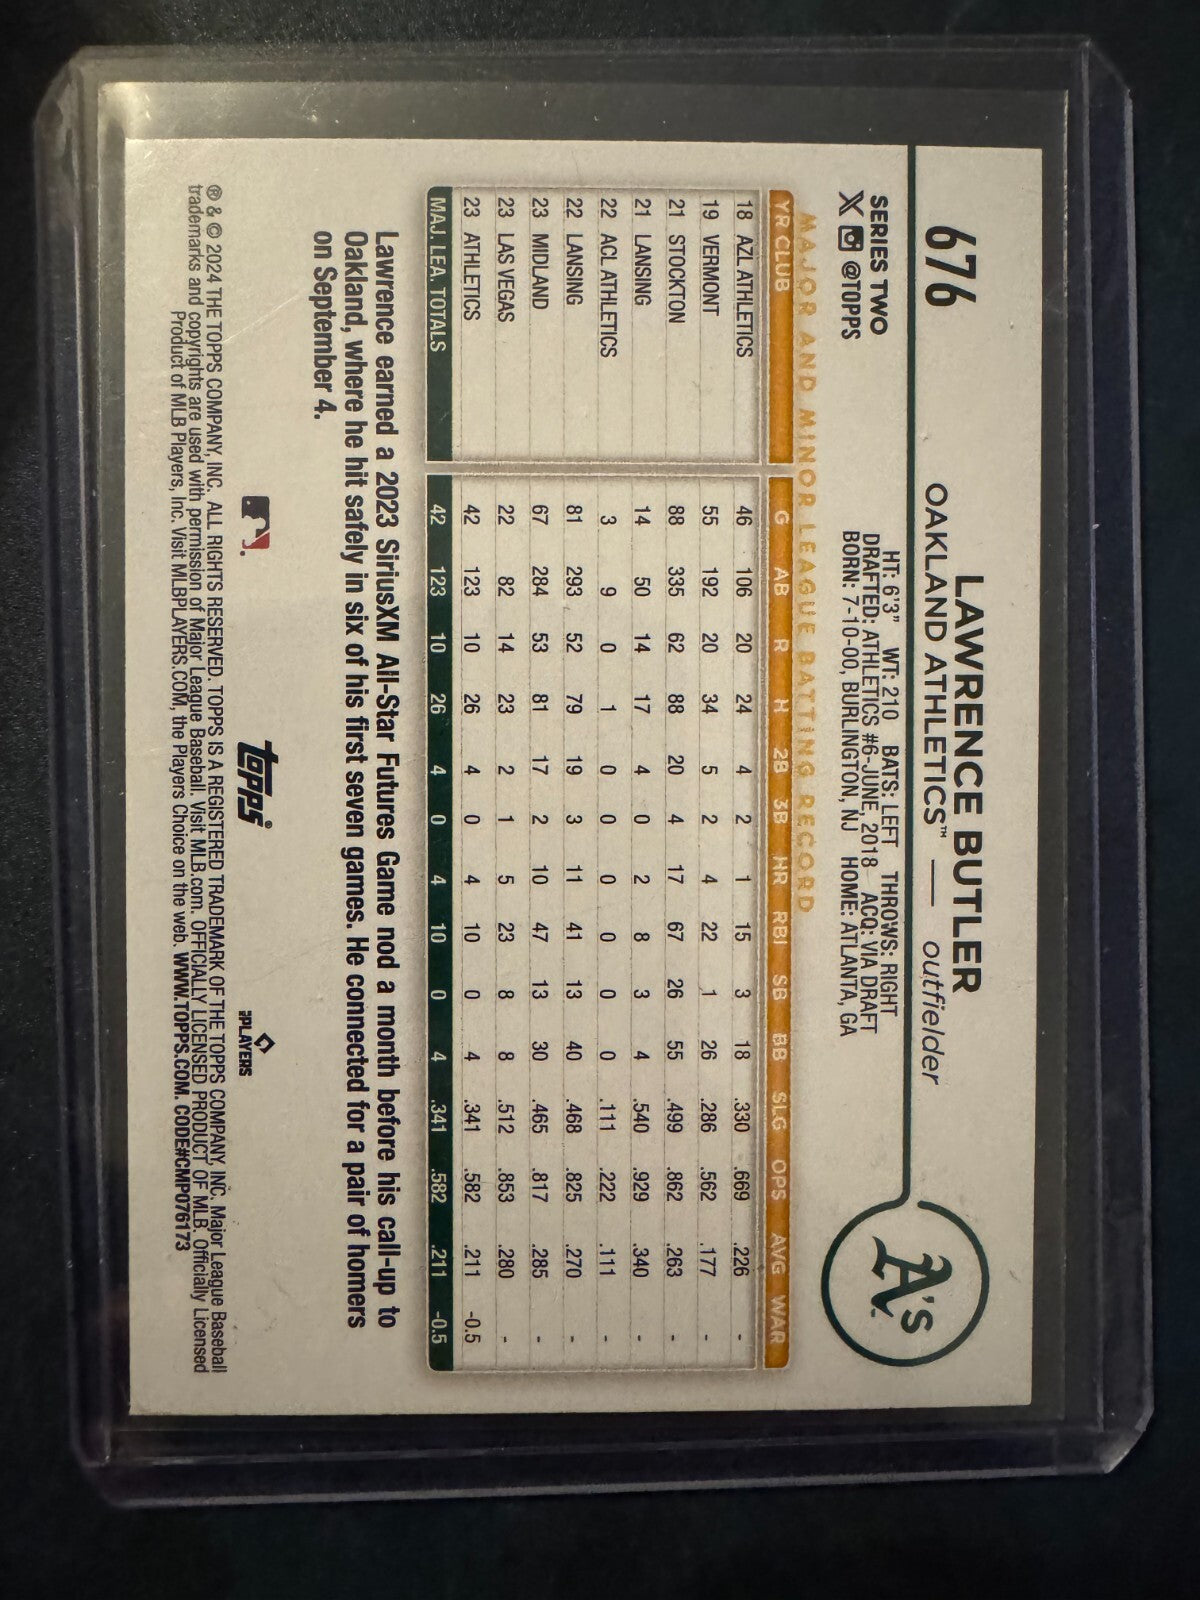 676
LAWRENCE BUTLER
OAKLAND ATHLETICS™ — outfielder
SERIES TWO
@TOPPS
HT: 6'3" WT: 210 BATS: LEFT THROWS: RIGHT
DRAFTED: ATHLETICS #6-JUNE, 2018 ACQ: VIA DRAFT
BORN: 7-10-00, BURLINGTON, NJ HOME: ATLANTA, GA
A's
MAJOR AND MINOR LEAGUE BATTING RECORD
YR CLUB G AB R H 2B 3B HR RBI SB BB SLG OPS AVG WAR
18 AZL ATHLETICS 46 106 20 24 4 2 1 15 3 18 .330 .669 .226 -
19 VERMONT 55 192 20 34 5 2 4 22 1 26 .286 .562 .177 -
21 STOCKTON 88 335 62 88 20 4 17 67 26 55 .499 .862 .263 -
21 LANSING 14 50 14 17 4 0 2 8 3 4 .540 .929 .340 -
22 ACL ATHLETICS 3 9 0 1 0 0 0 0 0 0 .111 .222 .111 -
22 LANSING 81 293 52 79 19 3 11 41 13 40 .468 .825 .270 -
23 MIDLAND 67 284 53 81 17 2 10 47 13 30 .465 .817 .285 -
23 LAS VEGAS 22 82 14 23 2 1 5 23 8 8 .512 .853 .280 -
23 ATHLETICS 42 123 10 26 4 0 4 10 0 4 .341 .582 .211 -0.5
MAJ. LEA. TOTALS 42 123 10 26 4 0 4 10 0 4 .341 .582 .211 -0.5
Lawrence earned a 2023 SiriusXM All-Star Futures Game nod a month before his call-up to
Oakland, where he hit safely in six of his first seven games. He connected for a pair of homers
on September 4.
topps®
PLAYERS
® & © 2024 THE TOPPS COMPANY, INC. ALL RIGHTS RESERVED. TOPPS IS A REGISTERED TRADEMARK OF THE TOPPS COMPANY, INC. Major League Baseball
trademarks and copyrights are used with permission of Major League Baseball. Visit MLB.com. OFFICIALLY LICENSED PRODUCT OF MLB. Officially Licensed
Product of MLB Players, Inc. Visit MLBPLAYERS.COM, the Players Choice on the web. WWW.TOPPS.COM. CODE#CMP076173